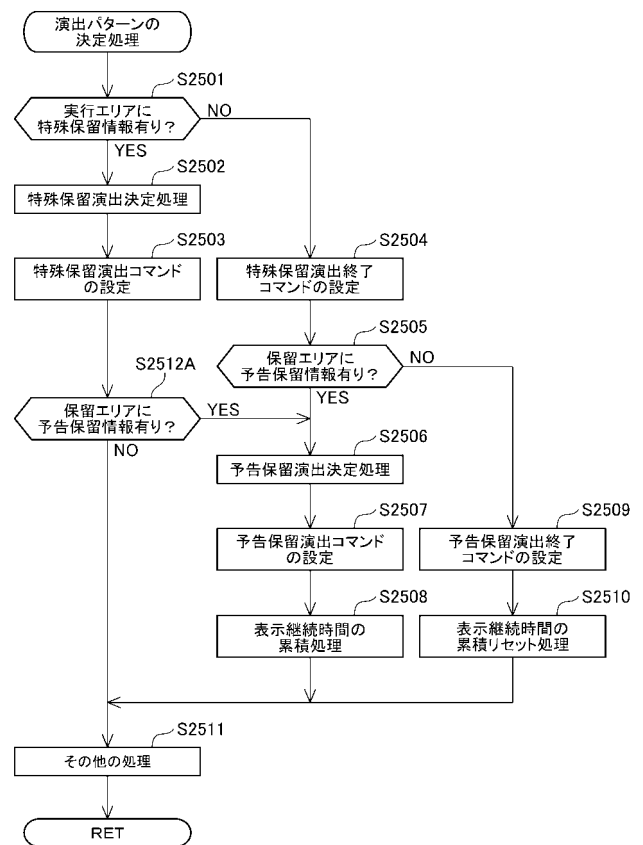 演出パターンの
決定処理
S2501
実行エリアに
特殊保留情報有り?
NO
YES
S2502
特殊保留演出決定処理
S2503
特殊保留演出コマンド
の設定
S2504
特殊保留演出終了
コマンドの設定
S2505
保留エリアに
予告保留情報有り?
NO
YES
S2512A
保留エリアに
予告保留情報有り?
YES
NO
S2506
予告保留演出決定処理
S2507
予告保留演出コマンド
の設定
S2509
予告保留演出終了
コマンドの設定
S2508
表示継続時間の
累積処理
S2510
表示継続時間の
累積リセット処理
S2511
その他の処理
RET